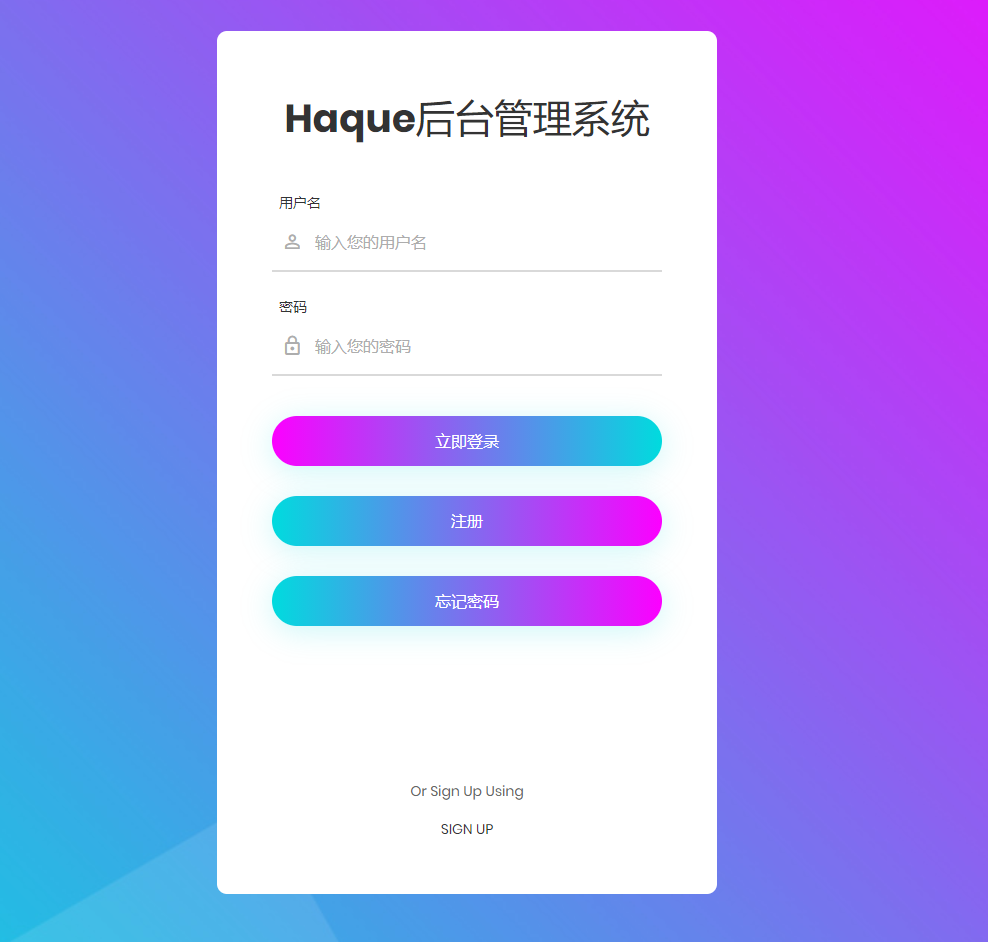 Haque后台管理系统
用户名
输入您的用户名
密码
输入您的密码
立即登录
注册
忘记密码
Or Sign Up Using
SIGN UP